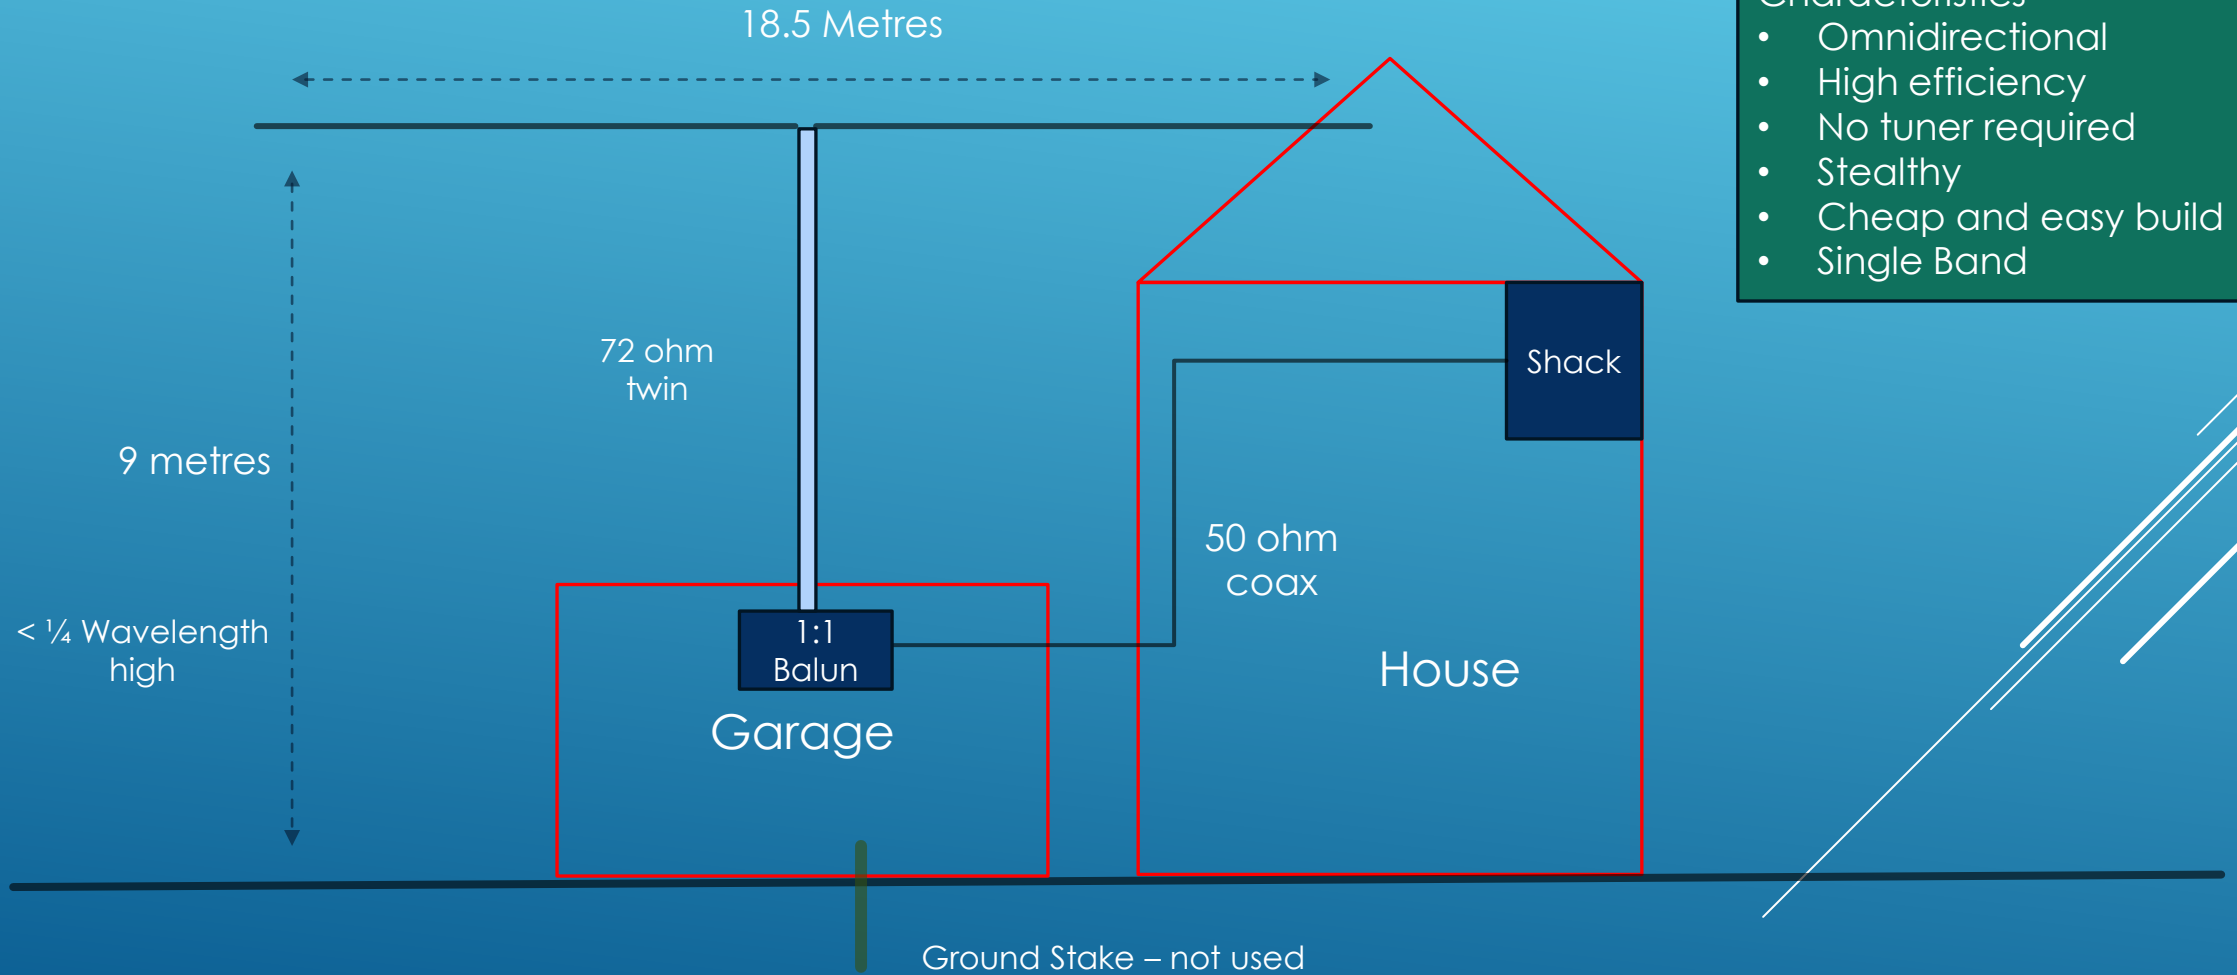 18.5 Metres
Characteristics
• Omnidirectional
• High efficiency
• No tuner required
• Stealthy
• Cheap and easy build
• Single Band
72 ohm
twin
Shack
9 metres
50 ohm
coax
< ¼ Wavelength
high
1:1
Balun
House
Garage
Ground Stake – not used